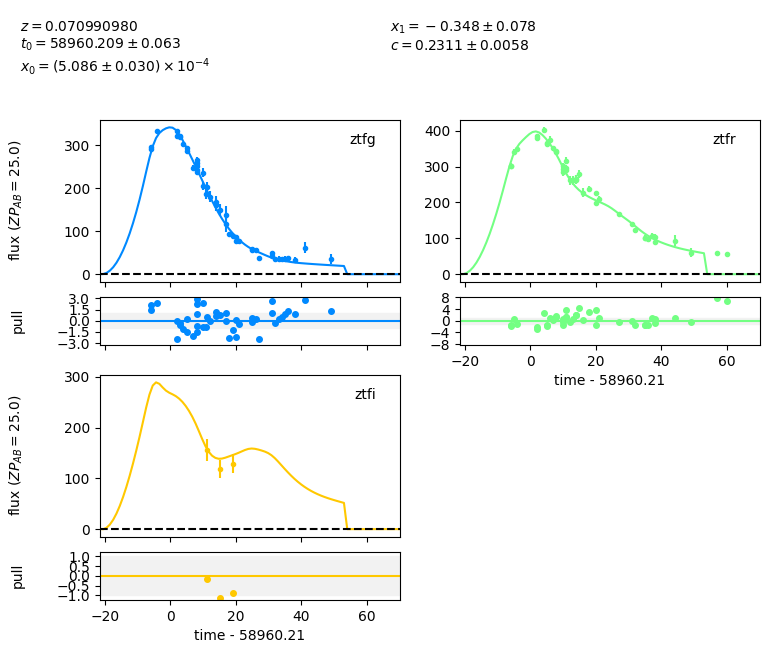 z = 0.070990980
t0 = 58960.209 ± 0.063
x0 = (5.086 ± 0.030) × 10^−4
x1 = −0.348 ± 0.078
c = 0.2311 ± 0.0058
flux (ZP_AB = 25.0)
300
200
100
0
ztfg
400
300
200
100
0
ztfr
pull
3.0
1.5
0.0
−1.5
−3.0
8
4
0
−4
−8
−20 0 20 40 60
time - 58960.21
flux (ZP_AB = 25.0)
300
200
100
0
ztfi
pull
1.0
0.5
0.0
−0.5
−1.0
−20 0 20 40 60
time - 58960.21